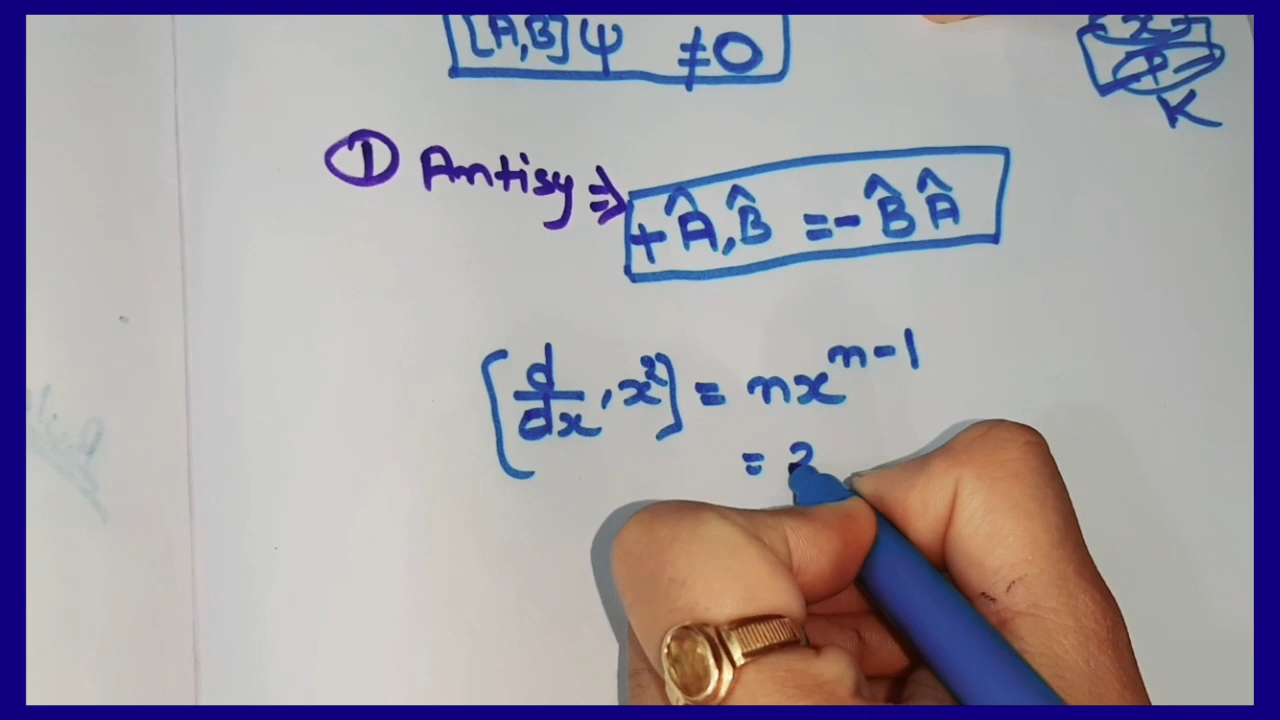 [A,B]ψ ≠0
K
① Antisy ⇒ +Â,B̂ =- B̂ Â
[d/dx, x²] = nx^{n-1}
= 2